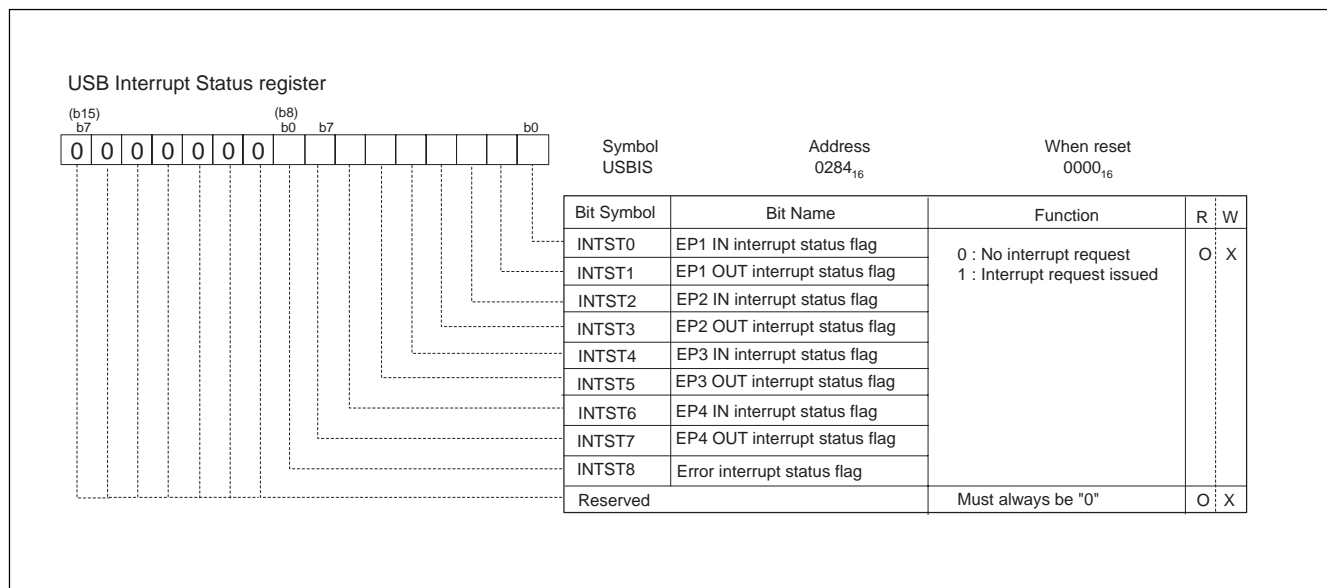 USB Interrupt Status register
(b15) (b8)
b7 b0 b7 b0
0 0 0 0 0 0 0
Symbol Address When reset
USBIS 0284₁₆ 0000₁₆
Bit Symbol Bit Name Function R W
INTST0 EP1 IN interrupt status flag 0 : No interrupt request O X
INTST1 EP1 OUT interrupt status flag 1 : Interrupt request issued
INTST2 EP2 IN interrupt status flag
INTST3 EP2 OUT interrupt status flag
INTST4 EP3 IN interrupt status flag
INTST5 EP3 OUT interrupt status flag
INTST6 EP4 IN interrupt status flag
INTST7 EP4 OUT interrupt status flag
INTST8 Error interrupt status flag
Reserved Must always be "0" O X